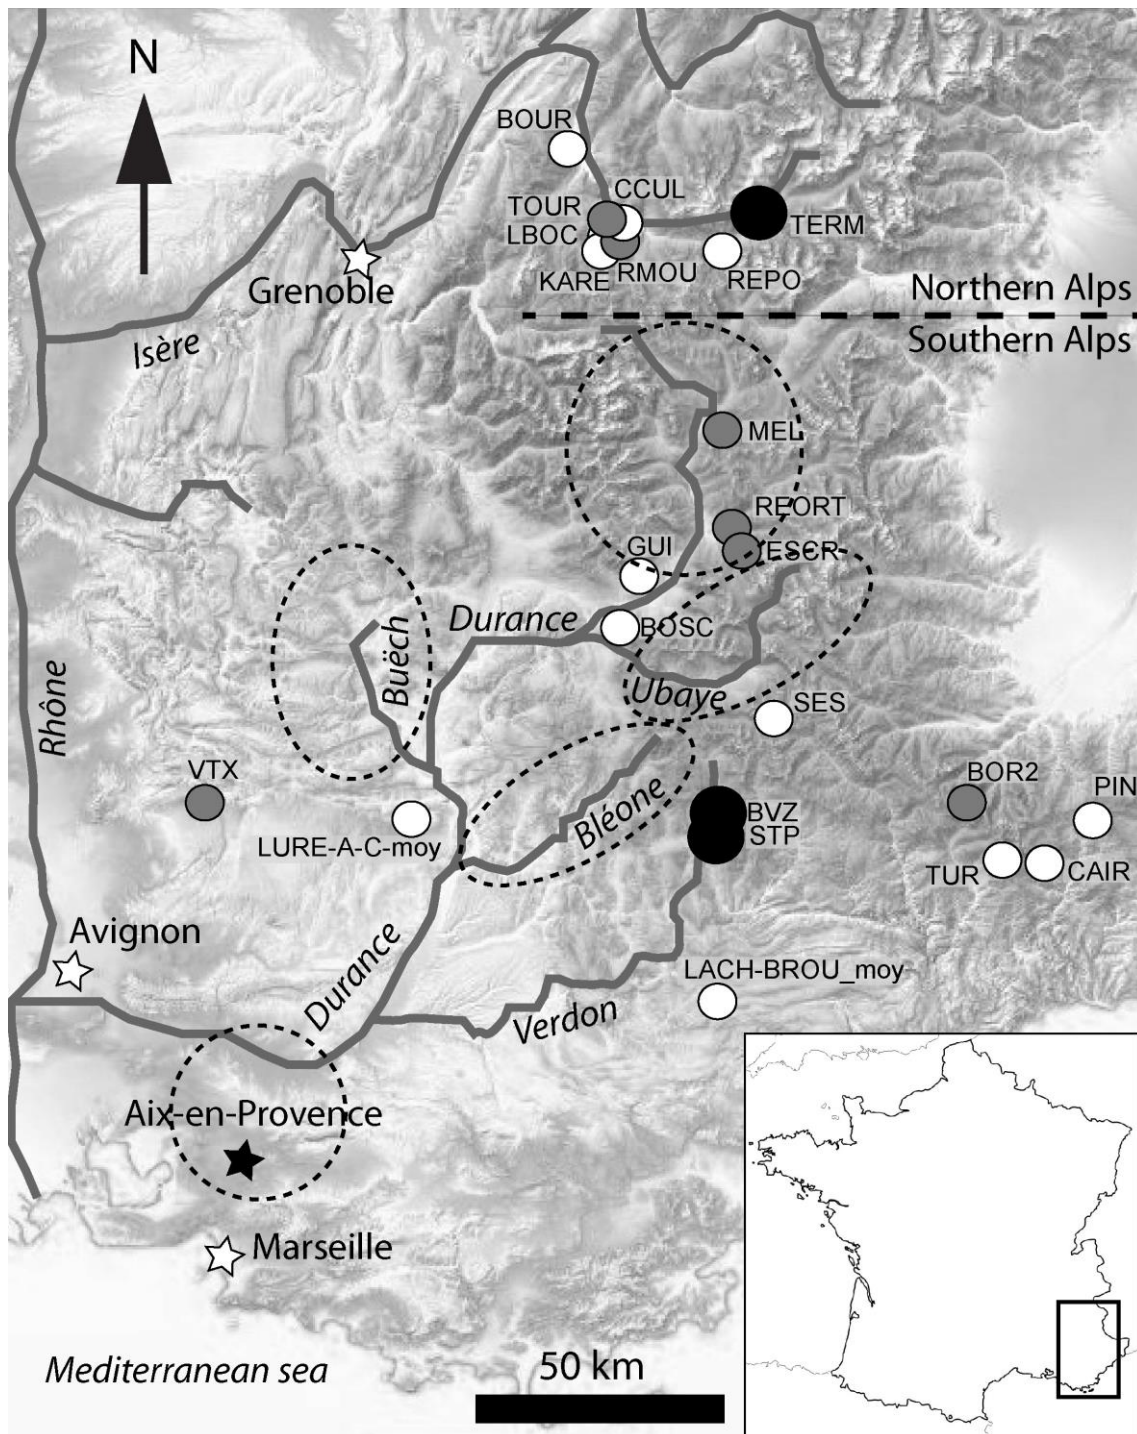 N
BOUR
CCUL
TOUR
LBOC
TERM
KARE
RMOU
REPO
Grenoble
Northern Alps
Isère
Southern Alps
MEL
REORT
GUI
ESCR
Durance
BOSC
Buëch
Ubaye
Rhône
SES
VTX
BOR2
PIN
BVZ
Bléone
STP
LURE-A-C-moy
TUR
CAIR
Avignon
Durance
LACH-BROU_moy
Verdon
Aix-en-Provence
Marseille
50 km
Mediterranean sea